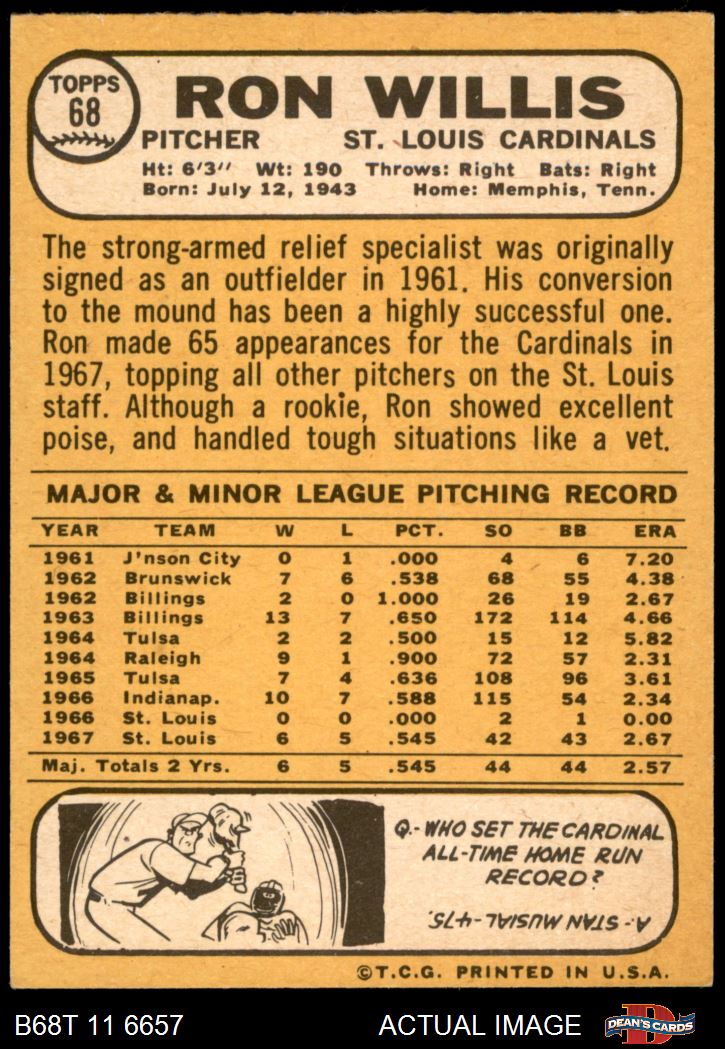 TOPPS
68
RON WILLIS
PITCHER ST. LOUIS CARDINALS
Ht: 6'3" Wt: 190 Throws: Right Bats: Right
Born: July 12, 1943 Home: Memphis, Tenn.
The strong-armed relief specialist was originally
signed as an outfielder in 1961. His conversion
to the mound has been a highly successful one.
Ron made 65 appearances for the Cardinals in
1967, topping all other pitchers on the St. Louis
staff. Although a rookie, Ron showed excellent
poise, and handled tough situations like a vet.
MAJOR & MINOR LEAGUE PITCHING RECORD
YEAR TEAM W L PCT. SO BB ERA
1961 J'nson City 0 1 .000 4 6 7.20
1962 Brunswick 7 6 .538 68 55 4.38
1962 Billings 2 0 1.000 26 19 2.67
1963 Billings 13 7 .650 172 114 4.66
1964 Tulsa 2 2 .500 15 12 5.82
1964 Raleigh 9 1 .900 72 57 2.31
1965 Tulsa 7 4 .636 108 96 3.61
1966 Indianap. 10 7 .588 115 54 2.34
1966 St. Louis 0 0 .000 2 1 0.00
1967 St. Louis 6 5 .545 42 43 2.67
Maj. Totals 2 Yrs. 6 5 .545 44 44 2.57
Q.- WHO SET THE CARDINAL
ALL-TIME HOME RUN
RECORD?
A- STAN MUSIAL-475.
©T.C.G. PRINTED IN U.S.A.
B68T 11 6657 ACTUAL IMAGE
D
DEAN'S CARDS